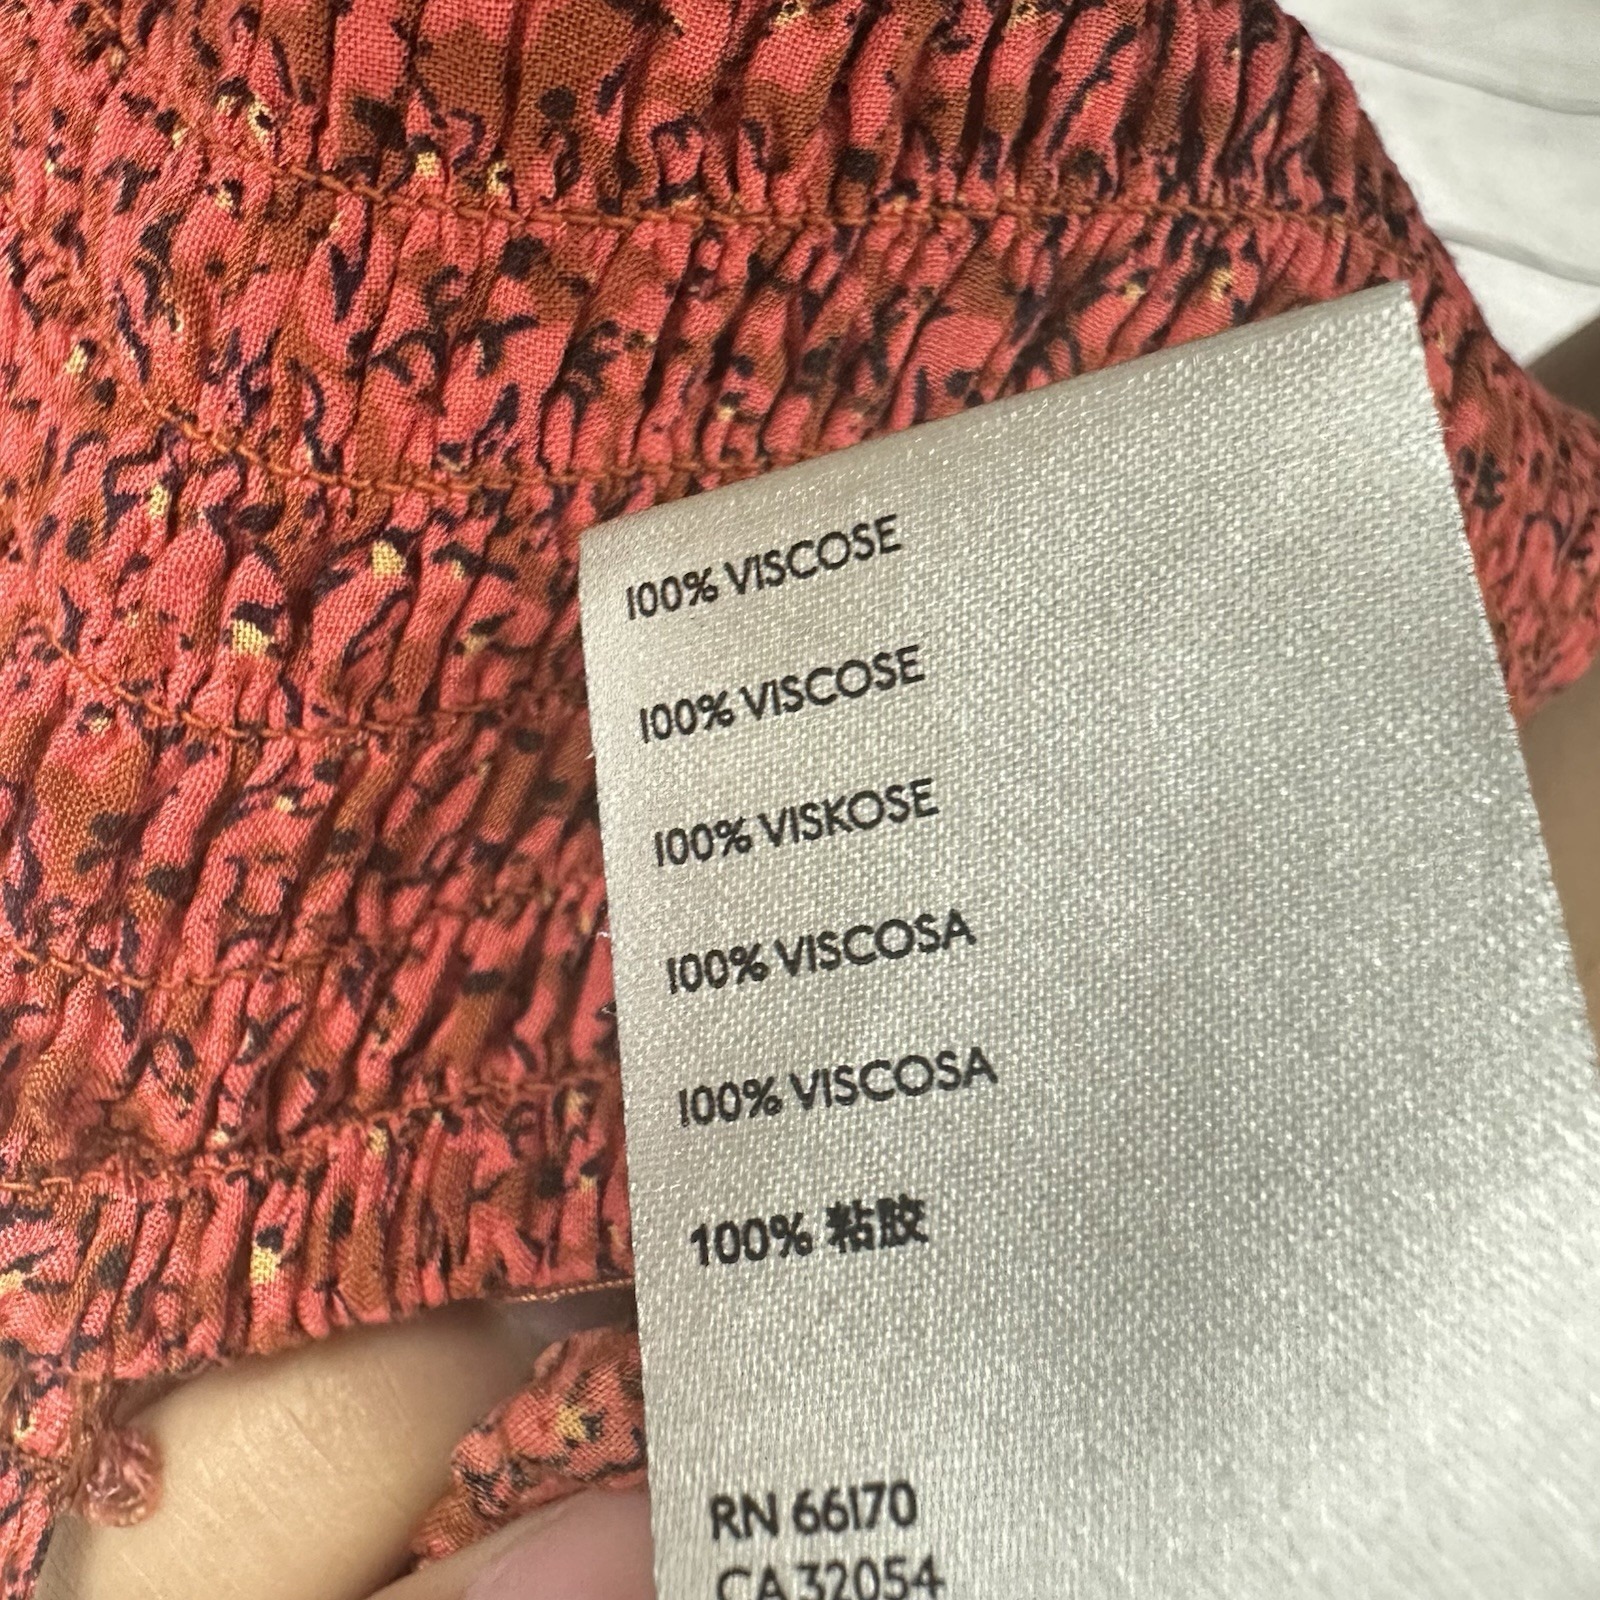 100% VISCOSE
100% VISCOSE
100% VISKOSE
100% VISCOSA
100% VISCOSA
100% 粘胶
RN 66170
CA 32054